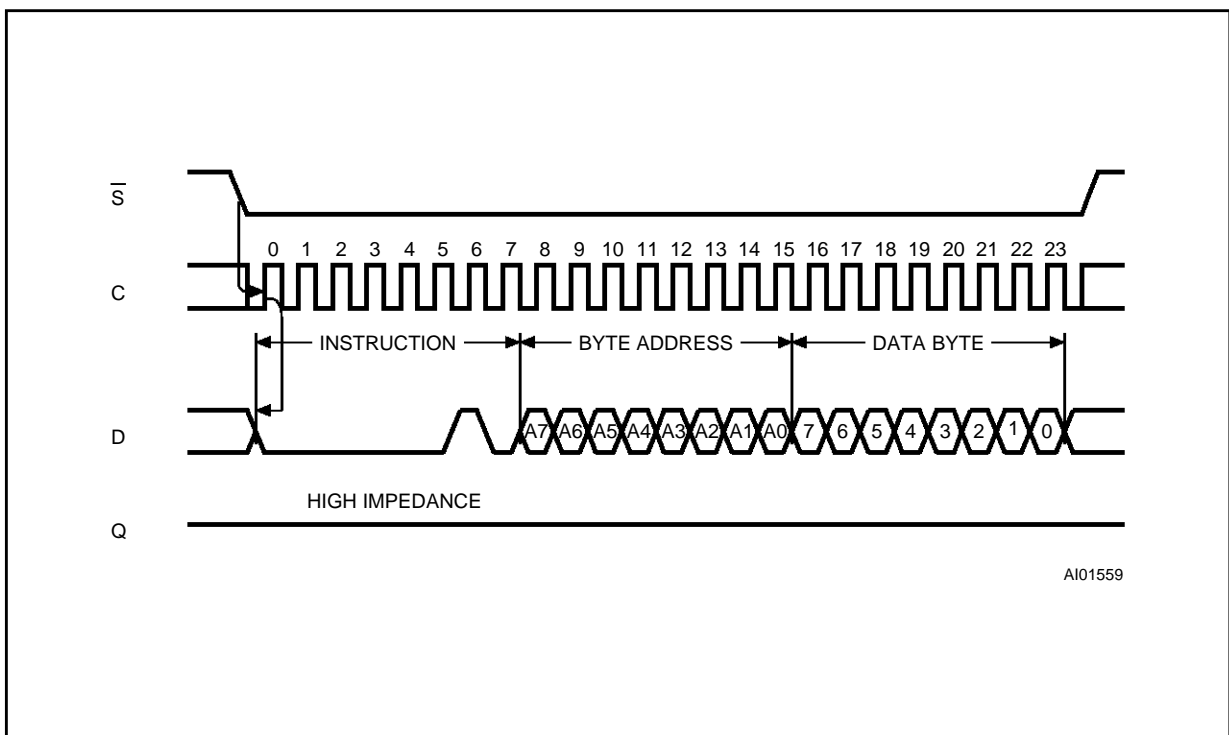 S
0 1 2 3 4 5 6 7 8 9 10 11 12 13 14 15 16 17 18 19 20 21 22 23
C
INSTRUCTION BYTE ADDRESS DATA BYTE
D A7 A6 A5 A4 A3 A2 A1 A0 7 6 5 4 3 2 1 0
HIGH IMPEDANCE
Q
AI01559